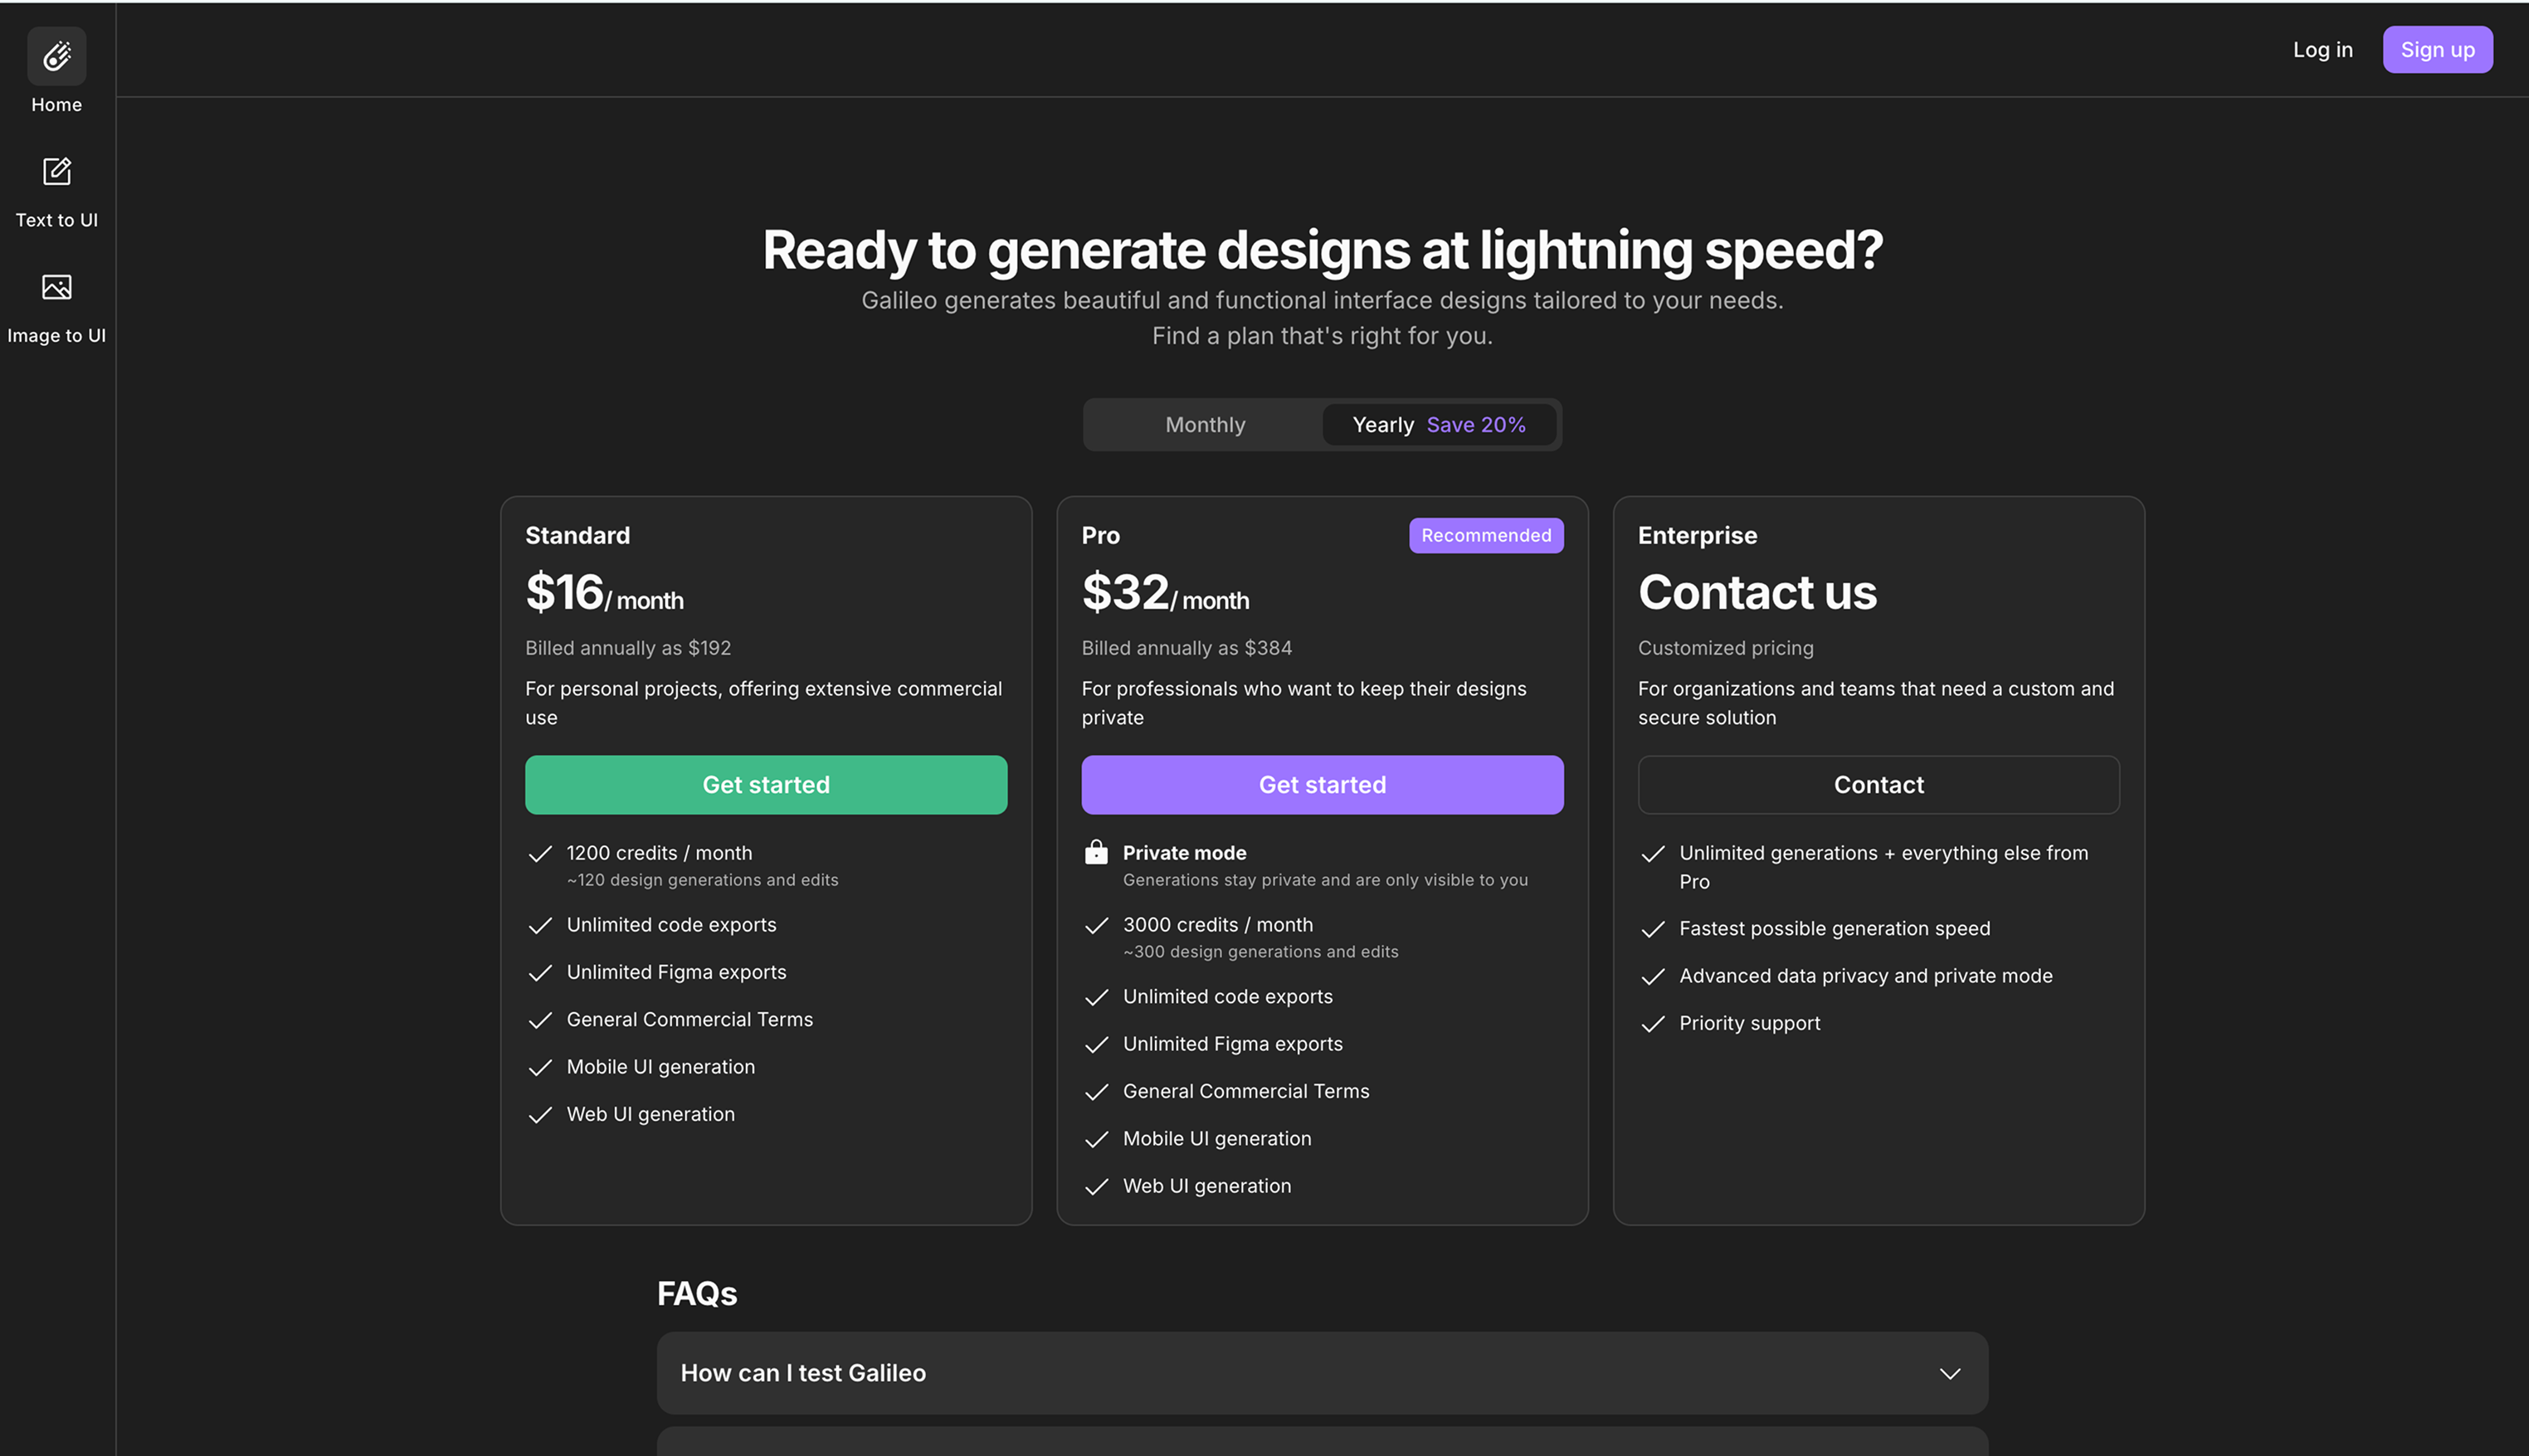 Log in
Sign up
Home
Text to UI
Image to UI
Ready to generate designs at lightning speed?
Galileo generates beautiful and functional interface designs tailored to your needs.
Find a plan that's right for you.
Monthly
Yearly Save 20%
Standard
$16/ month
Billed annually as $192
For personal projects, offering extensive commercial
use
Get started
1200 credits / month
~120 design generations and edits
Unlimited code exports
Unlimited Figma exports
General Commercial Terms
Mobile UI generation
Web UI generation
Pro
Recommended
$32/ month
Billed annually as $384
For professionals who want to keep their designs
private
Get started
Private mode
Generations stay private and are only visible to you
3000 credits / month
~300 design generations and edits
Unlimited code exports
Unlimited Figma exports
General Commercial Terms
Mobile UI generation
Web UI generation
Enterprise
Contact us
Customized pricing
For organizations and teams that need a custom and
secure solution
Contact
Unlimited generations + everything else from
Pro
Fastest possible generation speed
Advanced data privacy and private mode
Priority support
FAQs
How can I test Galileo